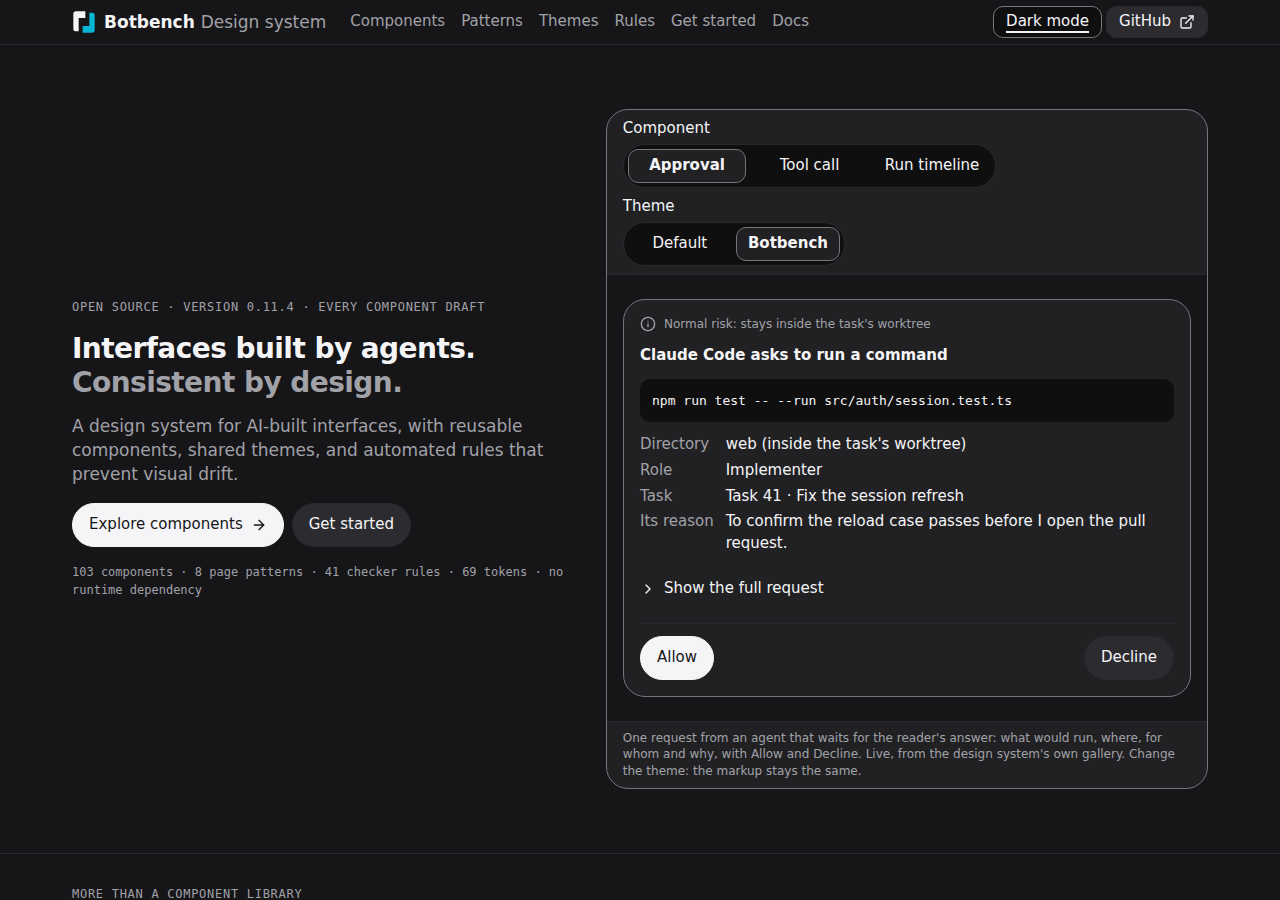 Botbench Design system Components Patterns Themes Rules Get started Docs Dark mode GitHub
OPEN SOURCE · VERSION 0.11.4 · EVERY COMPONENT DRAFT
Interfaces built by agents.
Consistent by design.
A design system for AI-built interfaces, with reusable
components, shared themes, and automated rules that
prevent visual drift.
Explore components Get started
103 components · 8 page patterns · 41 checker rules · 69 tokens · no
runtime dependency
Component
Approval Tool call Run timeline
Theme
Default Botbench
Normal risk: stays inside the task's worktree
Claude Code asks to run a command
npm run test -- --run src/auth/session.test.ts
Directory web (inside the task's worktree)
Role Implementer
Task Task 41 · Fix the session refresh
Its reason To confirm the reload case passes before I open the pull
request.
Show the full request
Allow Decline
One request from an agent that waits for the reader's answer: what would run, where, for
whom and why, with Allow and Decline. Live, from the design system's own gallery. Change
the theme: the markup stays the same.
MORE THAN A COMPONENT LIBRARY